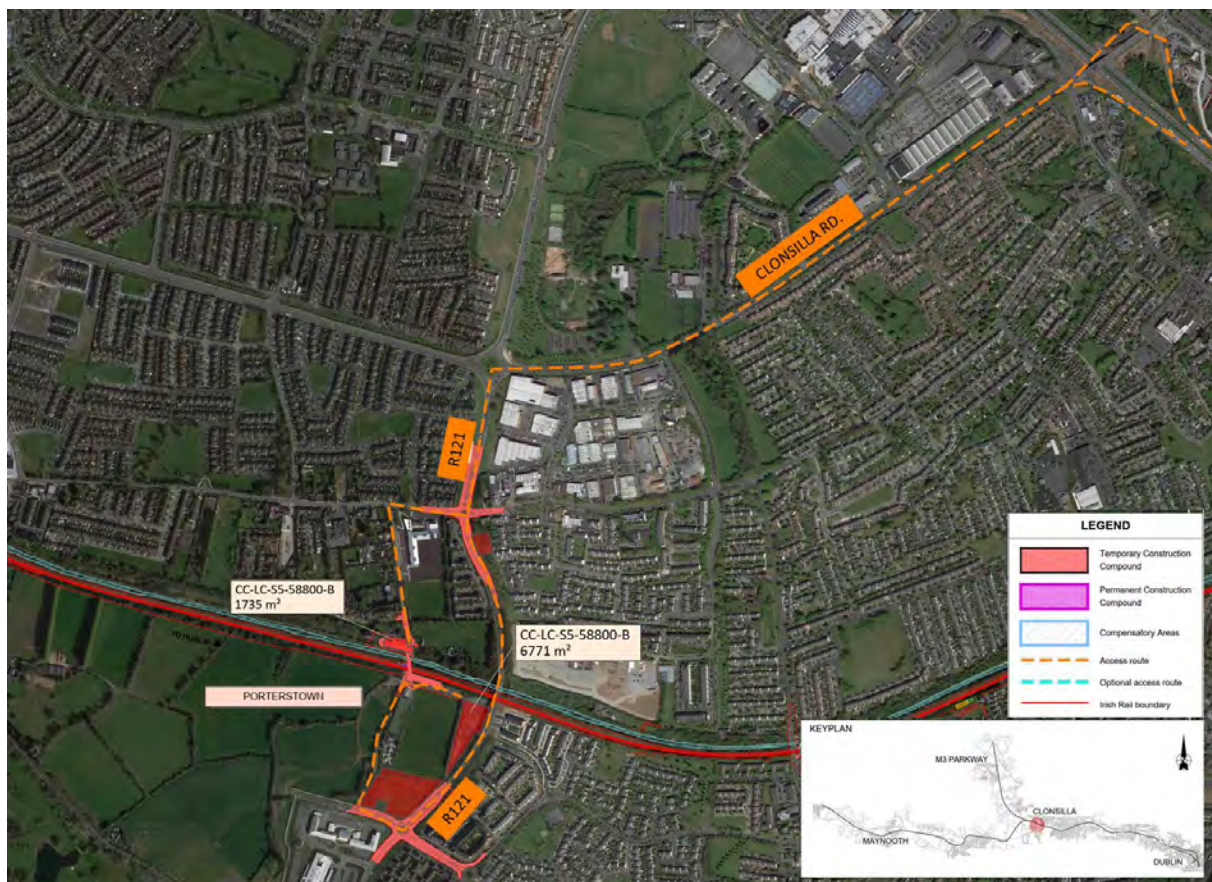 CLONSILLA RD.
R121
CC-LC-S5-58800-B
1735 m²
CC-LC-S5-58800-B
6771 m²
PORTERSTOWN
R121
LEGEND
Temporary Construction
Compound
Permanent Construction
Compound
Compensatory Areas
Access route
Optional access route
Irish Rail boundary
KEYPLAN
M3 PARKWAY
CLONSILLA
MAYNOOTH
DUBLIN